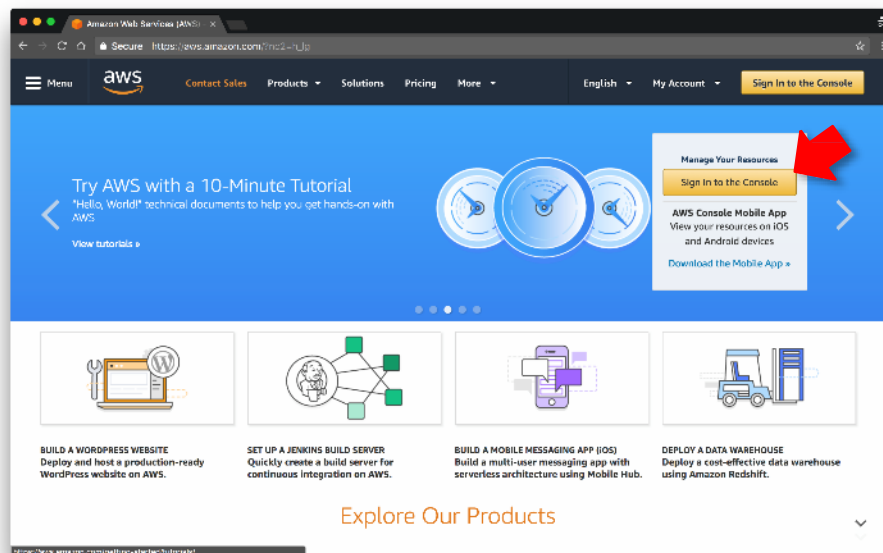 Amazon Web Services (AWS) -
Secure https://aws.amazon.com/?nc2=h_lg
Menu
aws
Contact Sales
Products
Solutions
Pricing
More
English
My Account
Sign In to the Console
Try AWS with a 10-Minute Tutorial
"Hello, World!" technical documents to help you get hands-on with
AWS
View tutorials »
Manage Your Resources
Sign In to the Console
AWS Console Mobile App
View your resources on iOS
and Android devices
Download the Mobile App »
BUILD A WORDPRESS WEBSITE
Deploy and host a production-ready
WordPress website on AWS.
SET UP A JENKINS BUILD SERVER
Quickly create a build server for
continuous integration on AWS.
BUILD A MOBILE MESSAGING APP (iOS)
Build a multi-user messaging app with
serverless architecture using Mobile Hub.
DEPLOY A DATA WAREHOUSE
Deploy a cost-effective data warehouse
using Amazon Redshift.
Explore Our Products